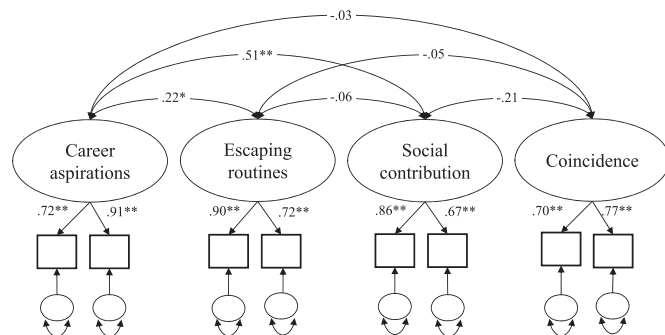 -.03
.51**
-.05
.22*
-.06
-.21
Career
aspirations
Escaping
routines
Social
contribution
Coincidence
.72**
.91**
.90**
.72**
.86**
.67**
.70**
.77**